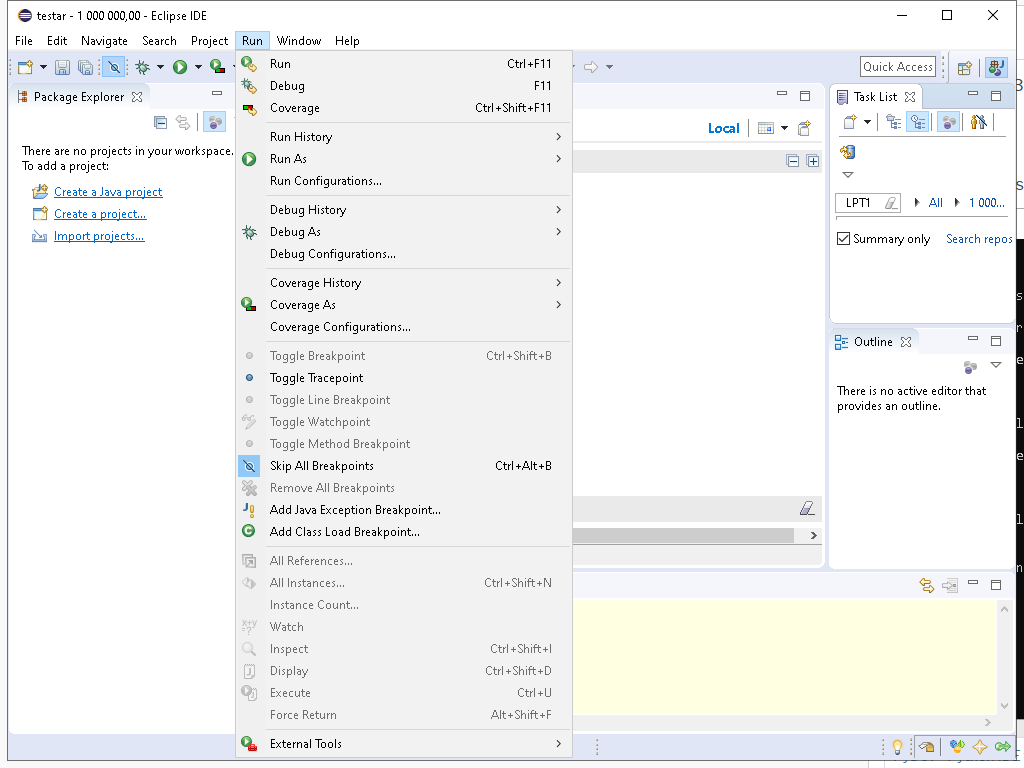 testar - 1 000 000,00 - Eclipse IDE
File Edit Navigate Search Project Run Window Help
Quick Access
Package Explorer
There are no projects in your workspace.
To add a project:
Create a Java project
Create a project...
Import projects...
Run Ctrl+F11
Debug F11
Coverage Ctrl+Shift+F11
Run History
Run As
Run Configurations...
Debug History
Debug As
Debug Configurations...
Coverage History
Coverage As
Coverage Configurations...
Toggle Breakpoint Ctrl+Shift+B
Toggle Tracepoint
Toggle Line Breakpoint
Toggle Watchpoint
Toggle Method Breakpoint
Skip All Breakpoints Ctrl+Alt+B
Remove All Breakpoints
Add Java Exception Breakpoint...
Add Class Load Breakpoint...
All References...
All Instances... Ctrl+Shift+N
Instance Count...
Watch
Inspect Ctrl+Shift+I
Display Ctrl+Shift+D
Execute Ctrl+U
Force Return Alt+Shift+F
External Tools
Local
Task List
LPT1 All 1 000...
Summary only Search repos
Outline
There is no active editor that
provides an outline.